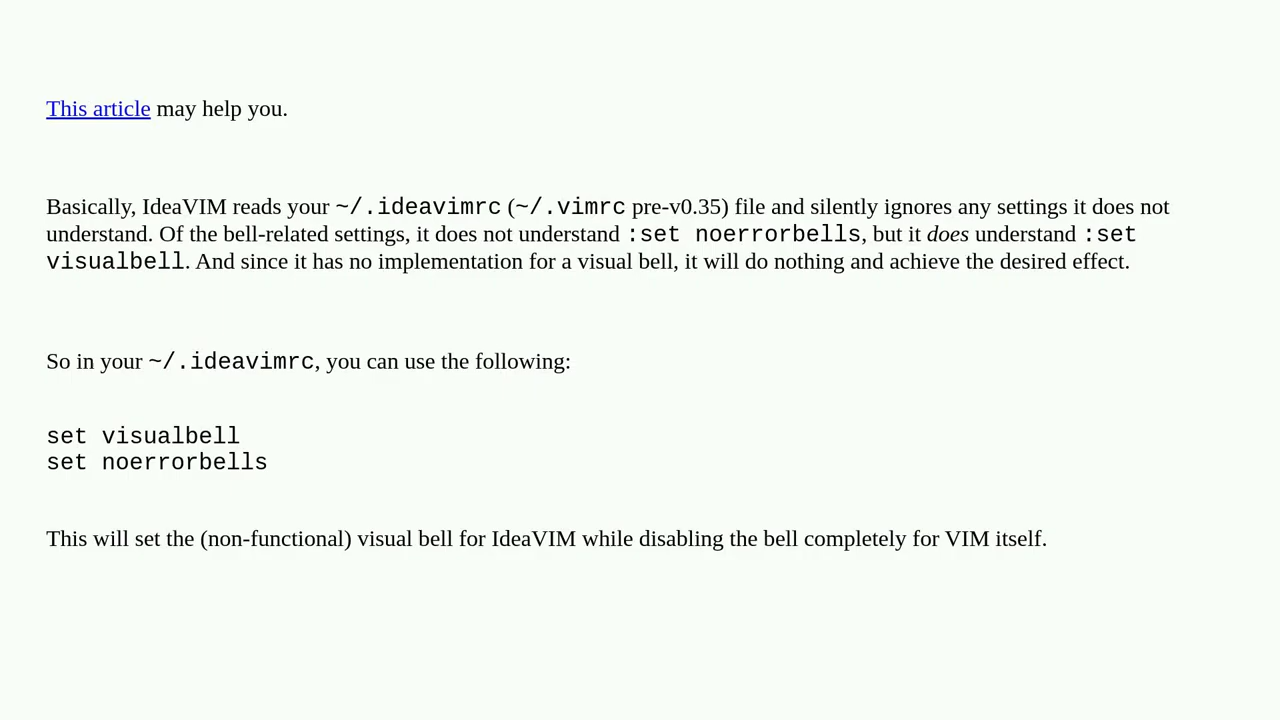 This article may help you.
Basically, IdeaVIM reads your ~/.ideavimrc (~/.vimrc pre-v0.35) file and silently ignores any settings it does not
understand. Of the bell-related settings, it does not understand :set noerrorbells, but it does understand :set
visualbell. And since it has no implementation for a visual bell, it will do nothing and achieve the desired effect.
So in your ~/.ideavimrc, you can use the following:
set visualbell
set noerrorbells
This will set the (non-functional) visual bell for IdeaVIM while disabling the bell completely for VIM itself.